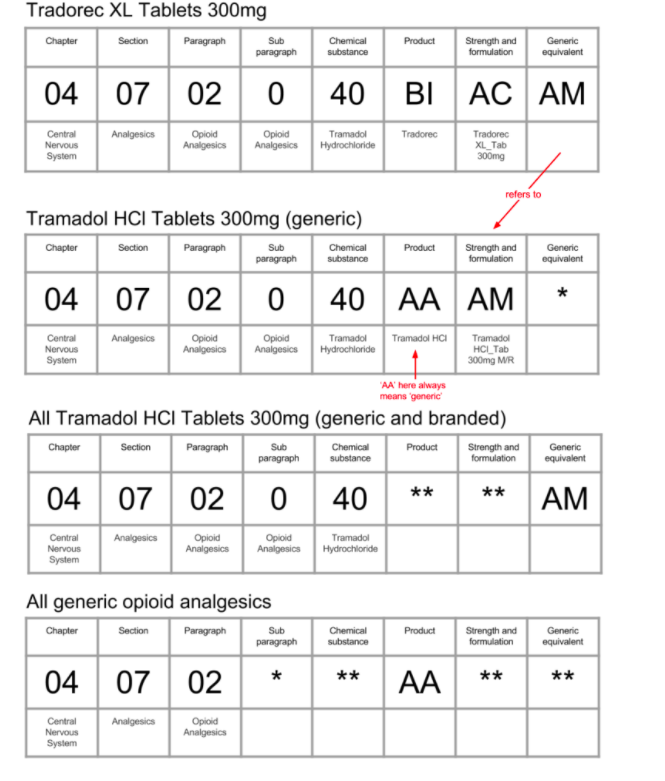 Tradorec XL Tablets 300mg
Chapter Section Paragraph Sub paragraph Chemical substance Product Strength and formulation Generic equivalent
04 07 02 0 40 BI AC AM
Central Nervous System Analgesics Opioid Analgesics Opioid Analgesics Tramadol Hydrochloride Tradorec Tradorec XL_Tab 300mg
refers to
Tramadol HCl Tablets 300mg (generic)
Chapter Section Paragraph Sub paragraph Chemical substance Product Strength and formulation Generic equivalent
04 07 02 0 40 AA AM *
Central Nervous System Analgesics Opioid Analgesics Opioid Analgesics Tramadol Hydrochloride Tramadol HCl Tramadol HCl_Tab 300mg M/R
'AA' here always
means 'generic'
All Tramadol HCl Tablets 300mg (generic and branded)
Chapter Section Paragraph Sub paragraph Chemical substance Product Strength and formulation Generic equivalent
04 07 02 0 40 ** ** AM
Central Nervous System Analgesics Opioid Analgesics Opioid Analgesics Tramadol Hydrochloride
All generic opioid analgesics
Chapter Section Paragraph Sub paragraph Chemical substance Product Strength and formulation Generic equivalent
04 07 02 * ** AA ** **
Central Nervous System Analgesics Opioid Analgesics